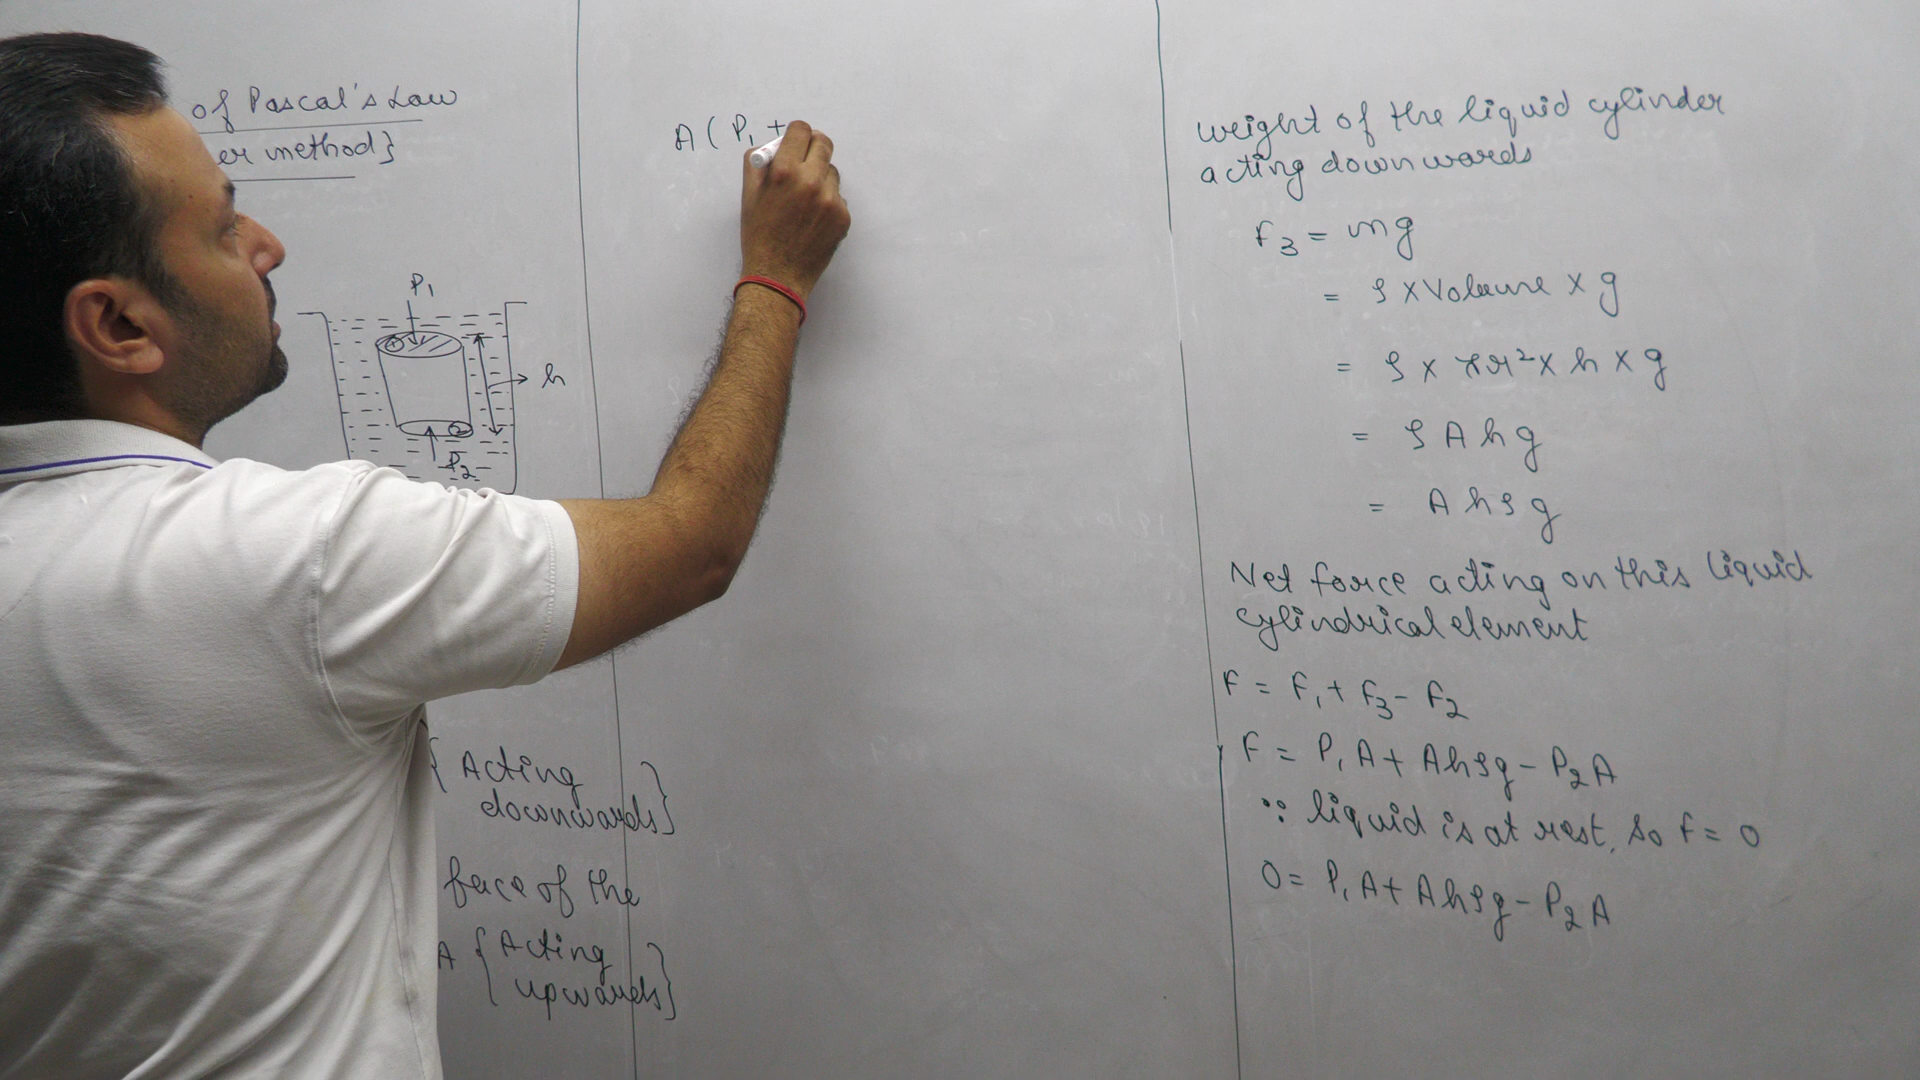 of Pascal's Law
er method}
P1
1
h
2
P2
{ Acting
downwards}
face of the
A { Acting
upwards}
A ( P1 +
weight of the liquid cylinder
acting downwards
F3 = mg
= ρ x Volume x g
= ρ x πr² x h x g
= ρ A h g
= A h ρ g
Net force acting on this liquid
cylindrical element
F = F1 + F3 - F2
F = P1 A + A h ρ g - P2 A
∵ liquid is at rest, so F = 0
0 = P1 A + A h ρ g - P2 A